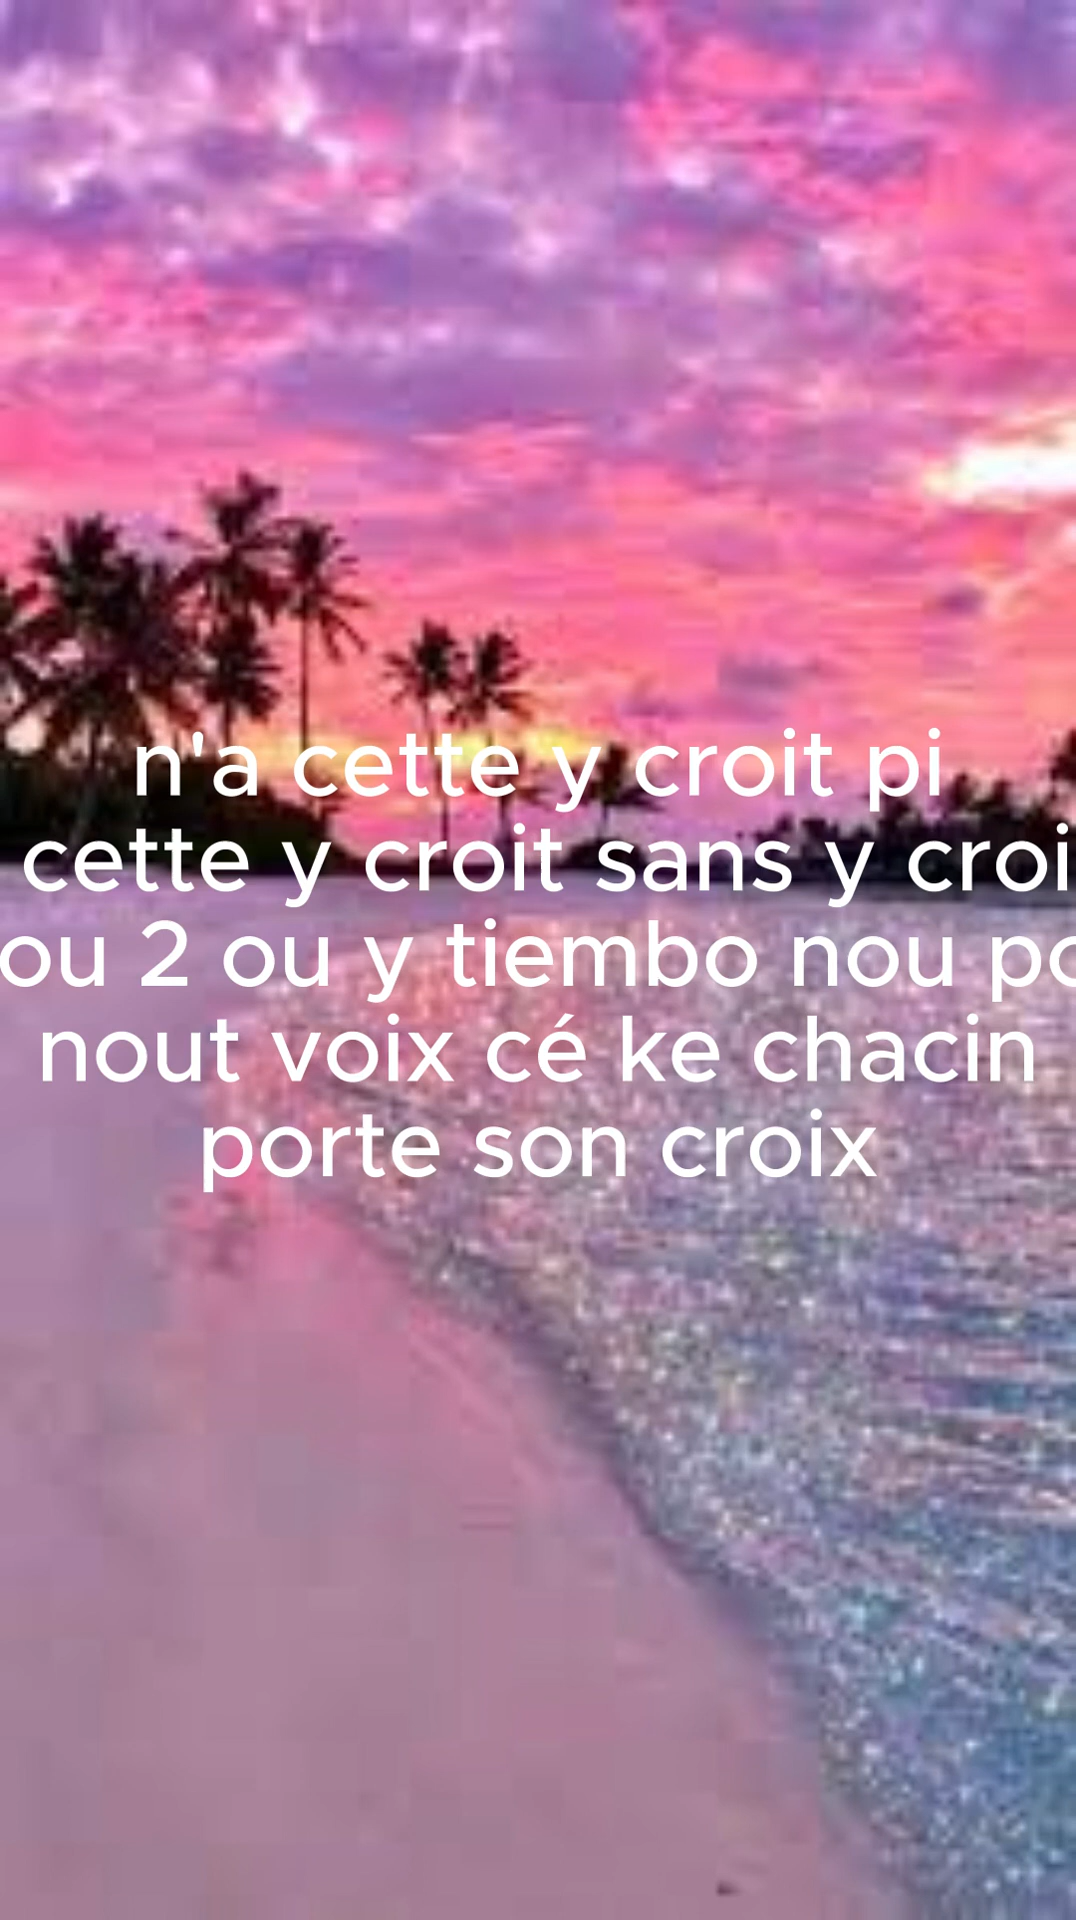 n'a cette y croit pi
cette y croit sans y croi
ou 2 ou y tiembo nou po
nout voix cé ke chacin
porte son croix